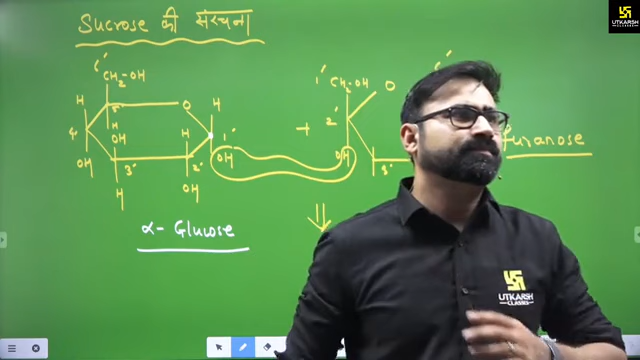 Sucrose की संरचना
UTKARSH
CLASSES
6'
CH₂-OH
H
5'
O
H
4'
H
OH
H
1'
OH
OH
3'
2'
H
OH
α- Glucose
+
1'
CH₂-OH
O
2'
OH
3'
6'
furanose
⇓
UTKARSH
CLASSES